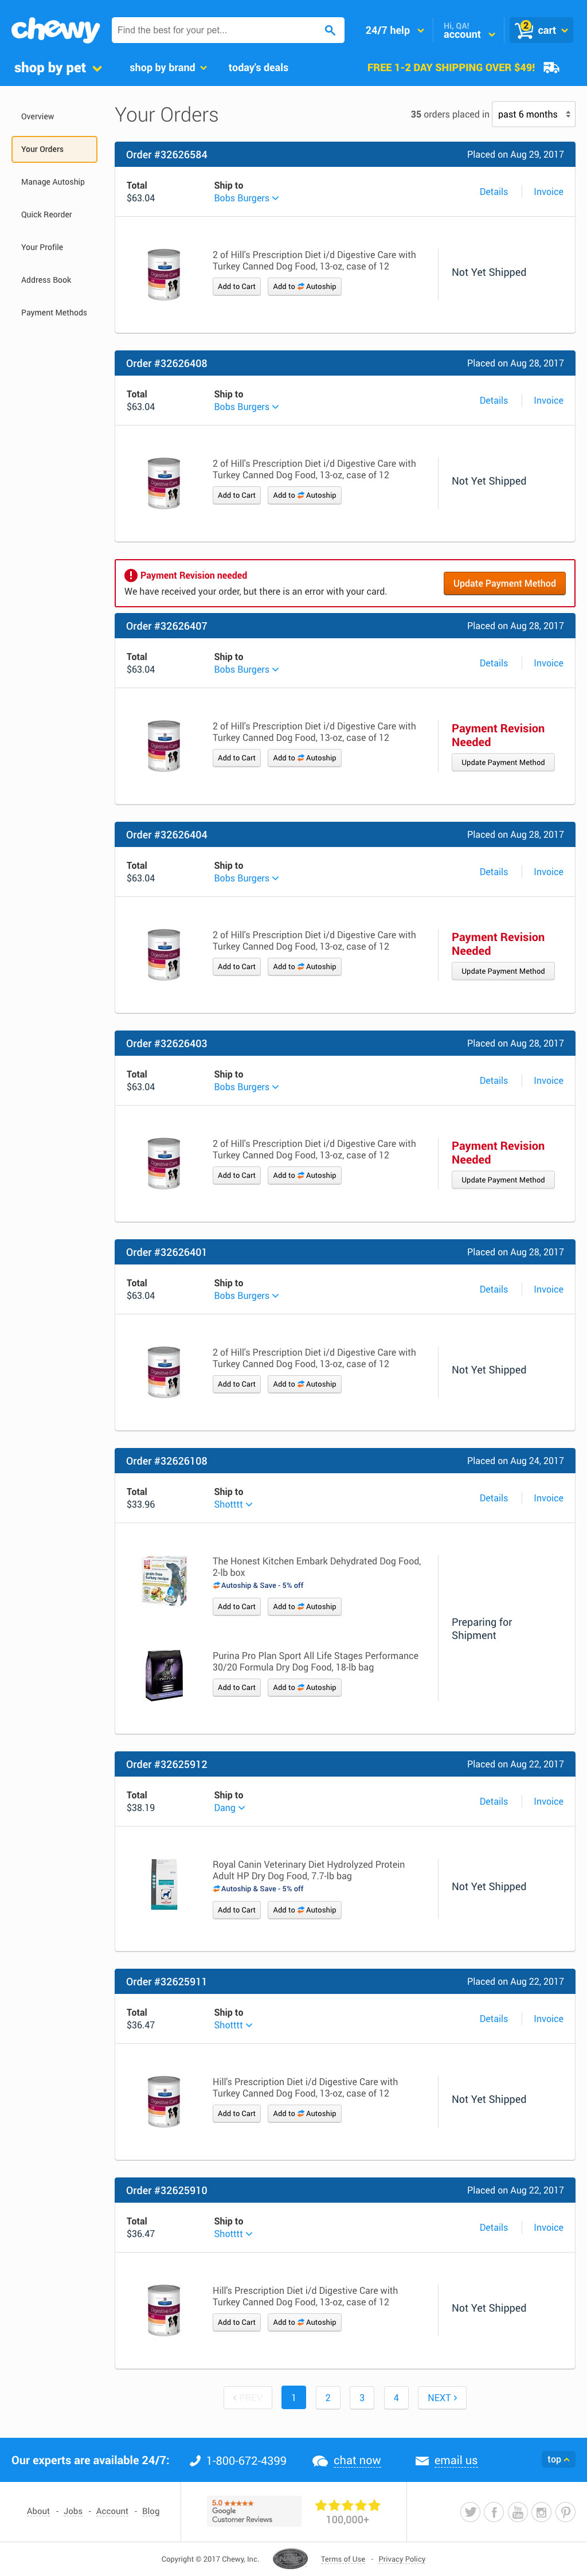 chewy
Find the best for your pet...
24/7 help
Hi, QA!
account
2
cart
shop by pet
shop by brand
today's deals
FREE 1-2 DAY SHIPPING OVER $49!
Overview
Your Orders
Manage Autoship
Quick Reorder
Your Profile
Address Book
Payment Methods
Your Orders
35 orders placed in past 6 months
Order #32626584 Placed on Aug 29, 2017
Total Ship to
$63.04 Bobs Burgers Details Invoice
2 of Hill's Prescription Diet i/d Digestive Care with
Turkey Canned Dog Food, 13-oz, case of 12
Add to Cart Add to Autoship
Not Yet Shipped
Order #32626408 Placed on Aug 28, 2017
Total Ship to
$63.04 Bobs Burgers Details Invoice
2 of Hill's Prescription Diet i/d Digestive Care with
Turkey Canned Dog Food, 13-oz, case of 12
Add to Cart Add to Autoship
Not Yet Shipped
Payment Revision needed
We have received your order, but there is an error with your card.
Update Payment Method
Order #32626407 Placed on Aug 28, 2017
Total Ship to
$63.04 Bobs Burgers Details Invoice
2 of Hill's Prescription Diet i/d Digestive Care with
Turkey Canned Dog Food, 13-oz, case of 12
Add to Cart Add to Autoship
Payment Revision
Needed
Update Payment Method
Order #32626404 Placed on Aug 28, 2017
Total Ship to
$63.04 Bobs Burgers Details Invoice
2 of Hill's Prescription Diet i/d Digestive Care with
Turkey Canned Dog Food, 13-oz, case of 12
Add to Cart Add to Autoship
Payment Revision
Needed
Update Payment Method
Order #32626403 Placed on Aug 28, 2017
Total Ship to
$63.04 Bobs Burgers Details Invoice
2 of Hill's Prescription Diet i/d Digestive Care with
Turkey Canned Dog Food, 13-oz, case of 12
Add to Cart Add to Autoship
Payment Revision
Needed
Update Payment Method
Order #32626401 Placed on Aug 28, 2017
Total Ship to
$63.04 Bobs Burgers Details Invoice
2 of Hill's Prescription Diet i/d Digestive Care with
Turkey Canned Dog Food, 13-oz, case of 12
Add to Cart Add to Autoship
Not Yet Shipped
Order #32626108 Placed on Aug 24, 2017
Total Ship to
$33.96 Shotttt Details Invoice
The Honest Kitchen Embark Dehydrated Dog Food,
2-lb box
Autoship & Save - 5% off
Add to Cart Add to Autoship
Purina Pro Plan Sport All Life Stages Performance
30/20 Formula Dry Dog Food, 18-lb bag
Add to Cart Add to Autoship
Preparing for
Shipment
Order #32625912 Placed on Aug 22, 2017
Total Ship to
$38.19 Dang Details Invoice
Royal Canin Veterinary Diet Hydrolyzed Protein
Adult HP Dry Dog Food, 7.7-lb bag
Autoship & Save - 5% off
Add to Cart Add to Autoship
Not Yet Shipped
Order #32625911 Placed on Aug 22, 2017
Total Ship to
$36.47 Shotttt Details Invoice
Hill's Prescription Diet i/d Digestive Care with
Turkey Canned Dog Food, 13-oz, case of 12
Add to Cart Add to Autoship
Not Yet Shipped
Order #32625910 Placed on Aug 22, 2017
Total Ship to
$36.47 Shotttt Details Invoice
Hill's Prescription Diet i/d Digestive Care with
Turkey Canned Dog Food, 13-oz, case of 12
Add to Cart Add to Autoship
Not Yet Shipped
PREV 1 2 3 4 NEXT
Our experts are available 24/7: 1-800-672-4399 chat now email us top
About - Jobs - Account - Blog
5.0
Google
Customer Reviews
100,000+
Copyright © 2017 Chewy, Inc. Terms of Use - Privacy Policy